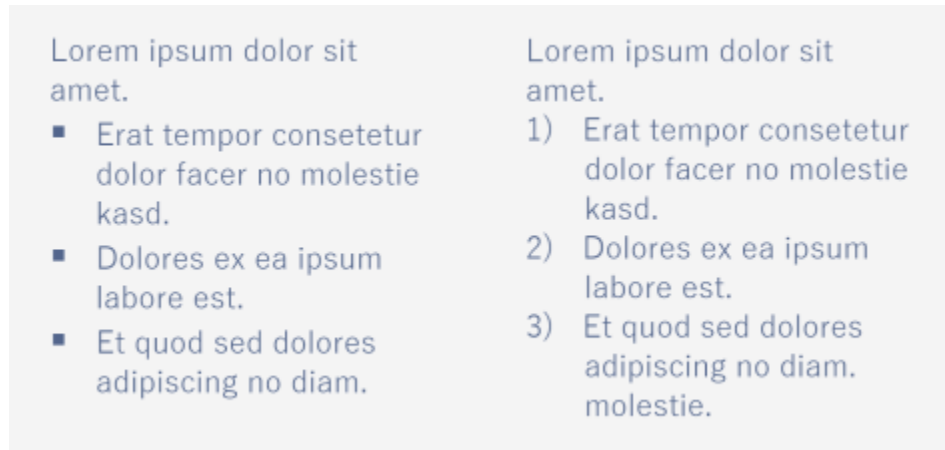 Lorem ipsum dolor sit
amet.
▪ Erat tempor consetetur
dolor facer no molestie
kasd.
▪ Dolores ex ea ipsum
labore est.
▪ Et quod sed dolores
adipiscing no diam.
Lorem ipsum dolor sit
amet.
1) Erat tempor consetetur
dolor facer no molestie
kasd.
2) Dolores ex ea ipsum
labore est.
3) Et quod sed dolores
adipiscing no diam.
molestie.